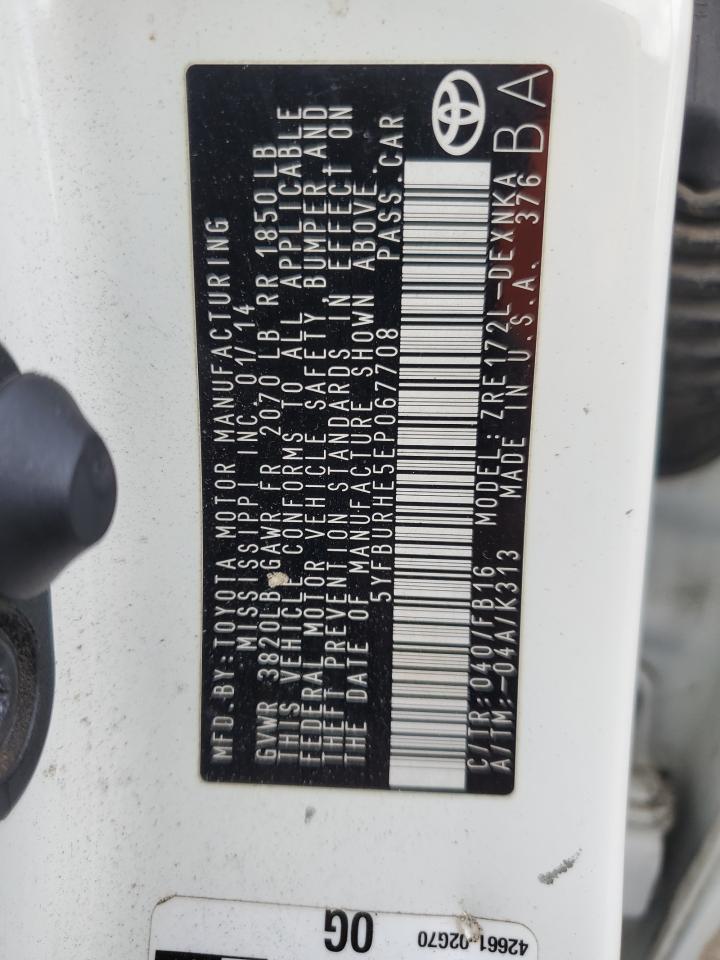 MFD. BY: TOYOTA MOTOR MANUFACTURING
MISSISSIPPI INC. 01/14
GVWR 3820LB GAWR FR 2070 LB RR 1850 LB
THIS VEHICLE CONFORMS TO ALL APPLICABLE
FEDERAL MOTOR VEHICLE SAFETY, BUMPER AND
THEFT PREVENTION STANDARDS IN EFFECT ON
THE DATE OF MANUFACTURE SHOWN ABOVE.
5YFBURHE5EP067708 PASS. CAR
C/TR: 040/FB16 MODEL: ZRE172L-DEXNKA
A/TM:-04A/K313 MADE IN U.S.A. 376
BA
0G
42661-02G70